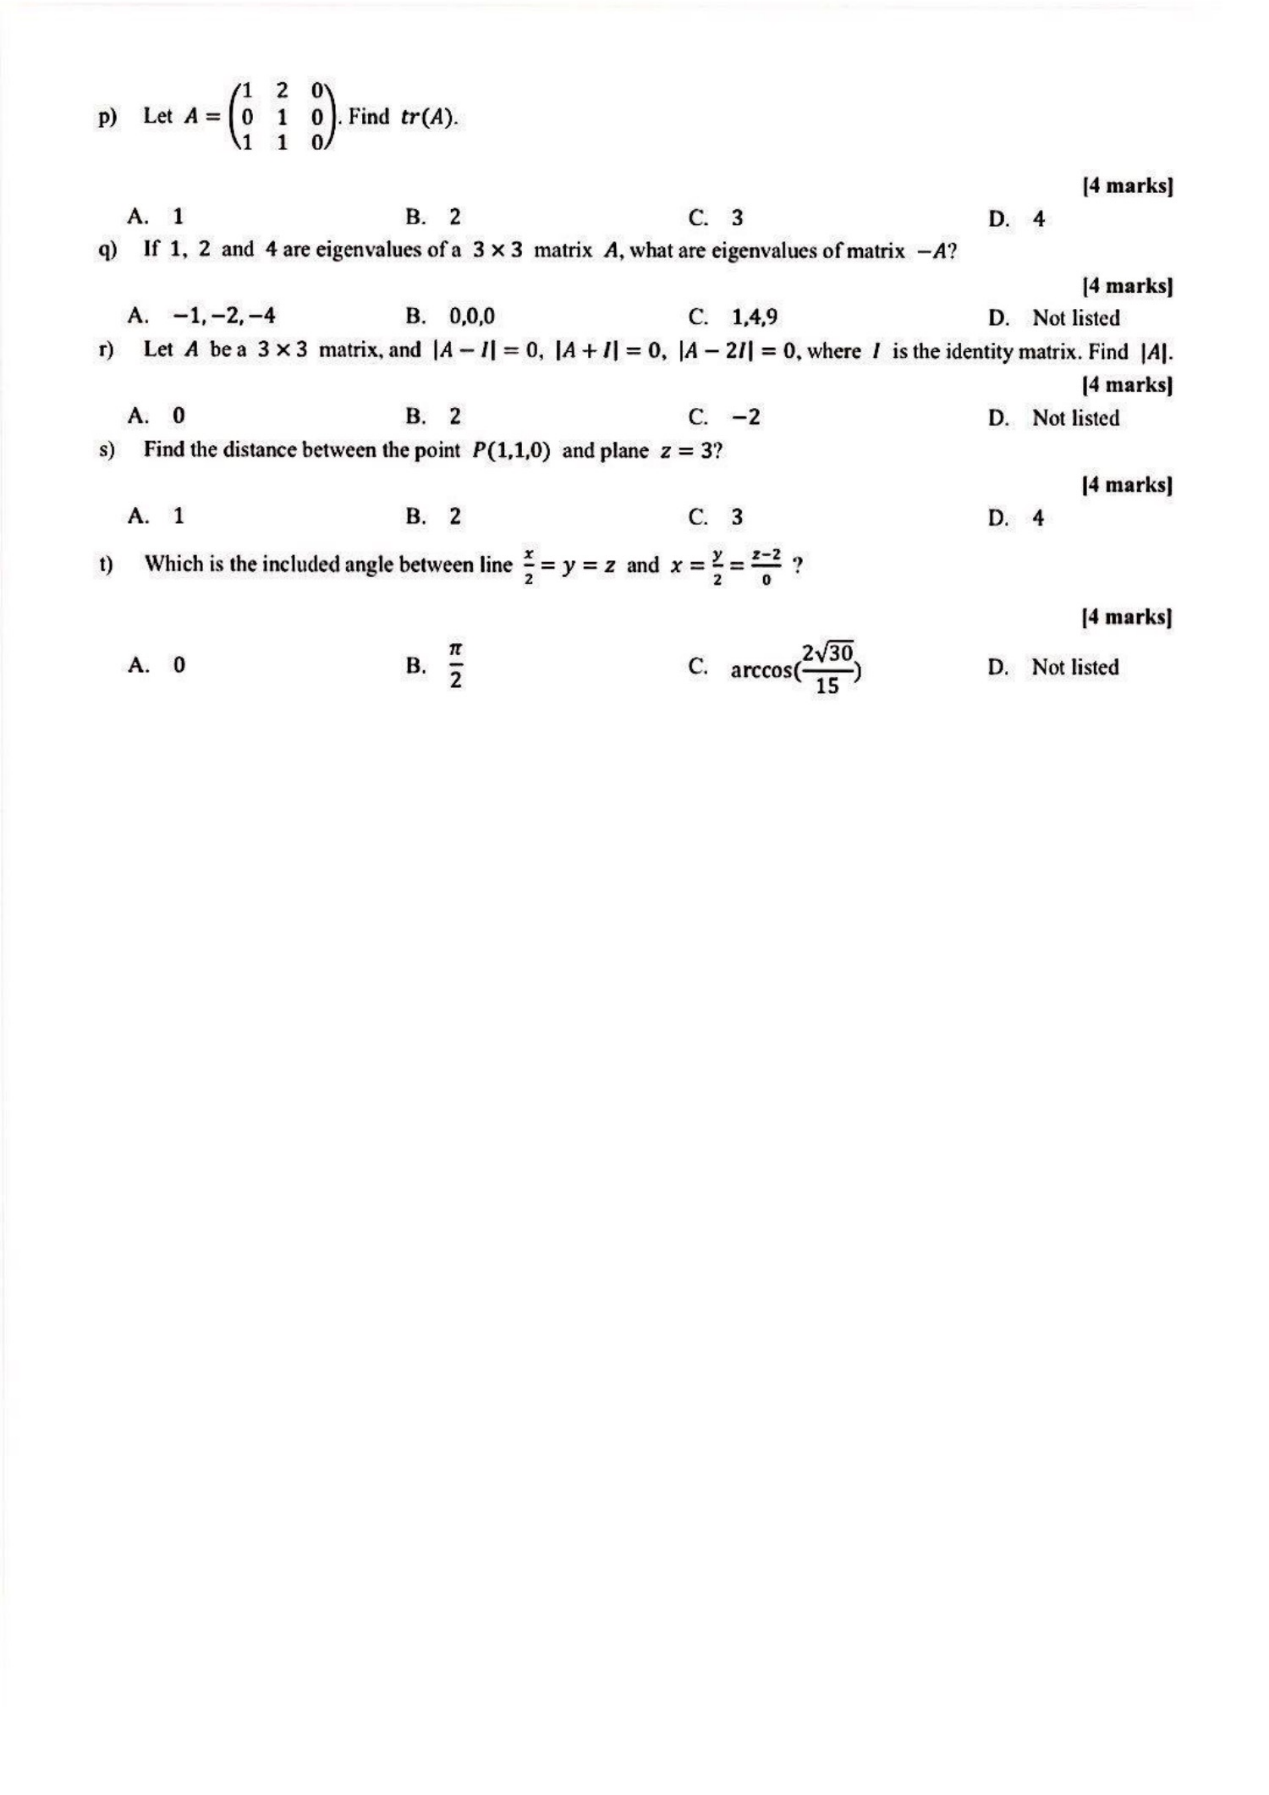 p) Let A = (1 2 0
0 1 0
1 1 0). Find tr(A).
[4 marks]
A. 1 B. 2 C. 3 D. 4
q) If 1, 2 and 4 are eigenvalues of a 3 × 3 matrix A, what are eigenvalues of matrix −A?
[4 marks]
A. −1,−2,−4 B. 0,0,0 C. 1,4,9 D. Not listed
r) Let A be a 3 × 3 matrix, and |A − I| = 0, |A + I| = 0, |A − 2I| = 0, where I is the identity matrix. Find |A|.
[4 marks]
A. 0 B. 2 C. −2 D. Not listed
s) Find the distance between the point P(1,1,0) and plane z = 3?
[4 marks]
A. 1 B. 2 C. 3 D. 4
t) Which is the included angle between line x/2 = y = z and x = y/2 = z−2/0 ?
[4 marks]
A. 0 B. π/2 C. arccos(2√30/15) D. Not listed